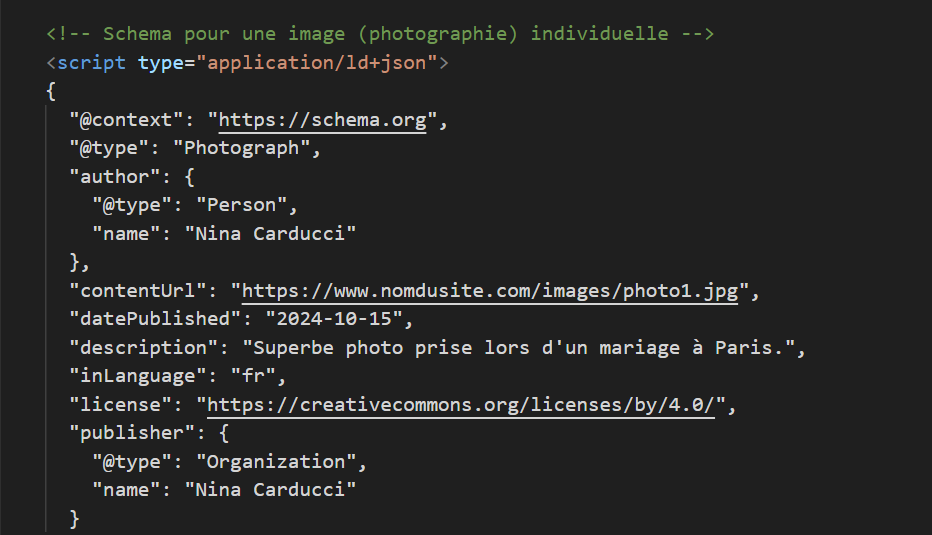 <!-- Schema pour une image (photographie) individuelle -->
<script type="application/ld+json">
{
"@context": "https://schema.org",
"@type": "Photograph",
"author": {
"@type": "Person",
"name": "Nina Carducci"
},
"contentUrl": "https://www.nomdusite.com/images/photo1.jpg",
"datePublished": "2024-10-15",
"description": "Superbe photo prise lors d'un mariage à Paris.",
"inLanguage": "fr",
"license": "https://creativecommons.org/licenses/by/4.0/",
"publisher": {
"@type": "Organization",
"name": "Nina Carducci"
}